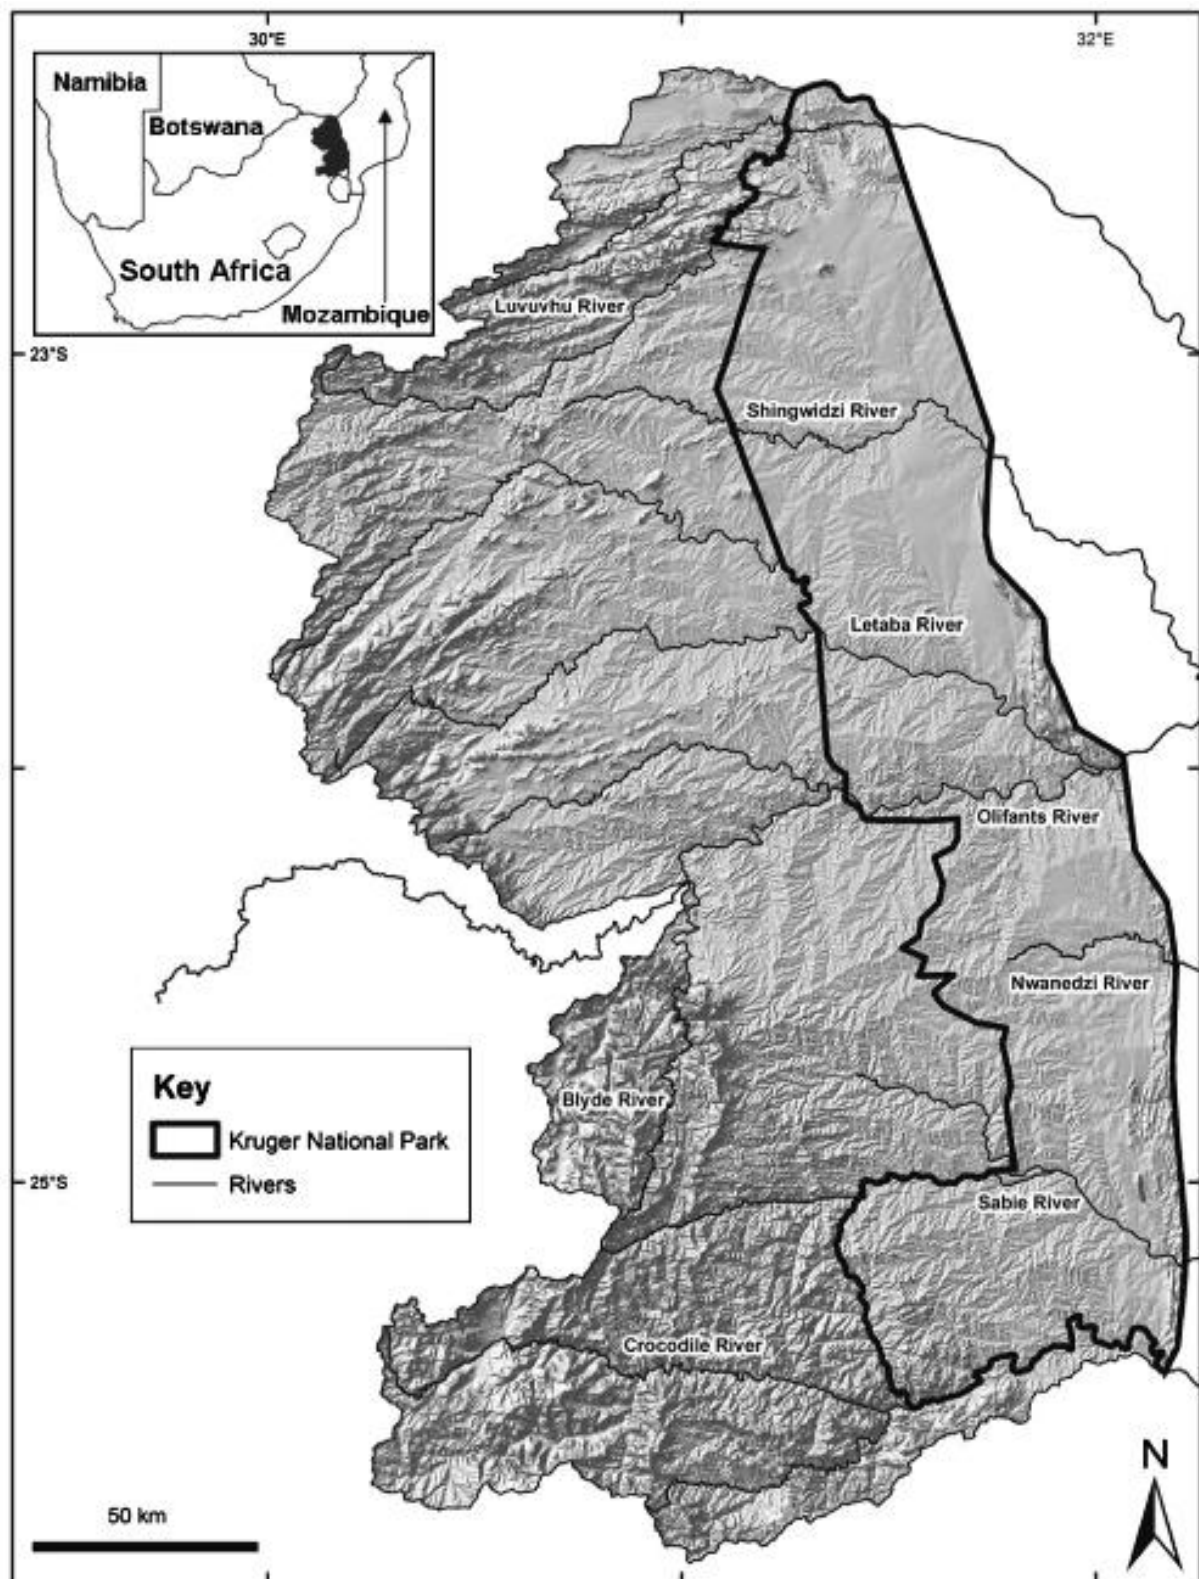 30°E
32°E
Namibia
Botswana
South Africa
Mozambique
23°S
Luvuvhu River
Shingwidzi River
Letaba River
Olifants River
Nwanedzi River
Key
Kruger National Park
Rivers
Blyde River
25°S
Sabie River
Crocodile River
50 km
N